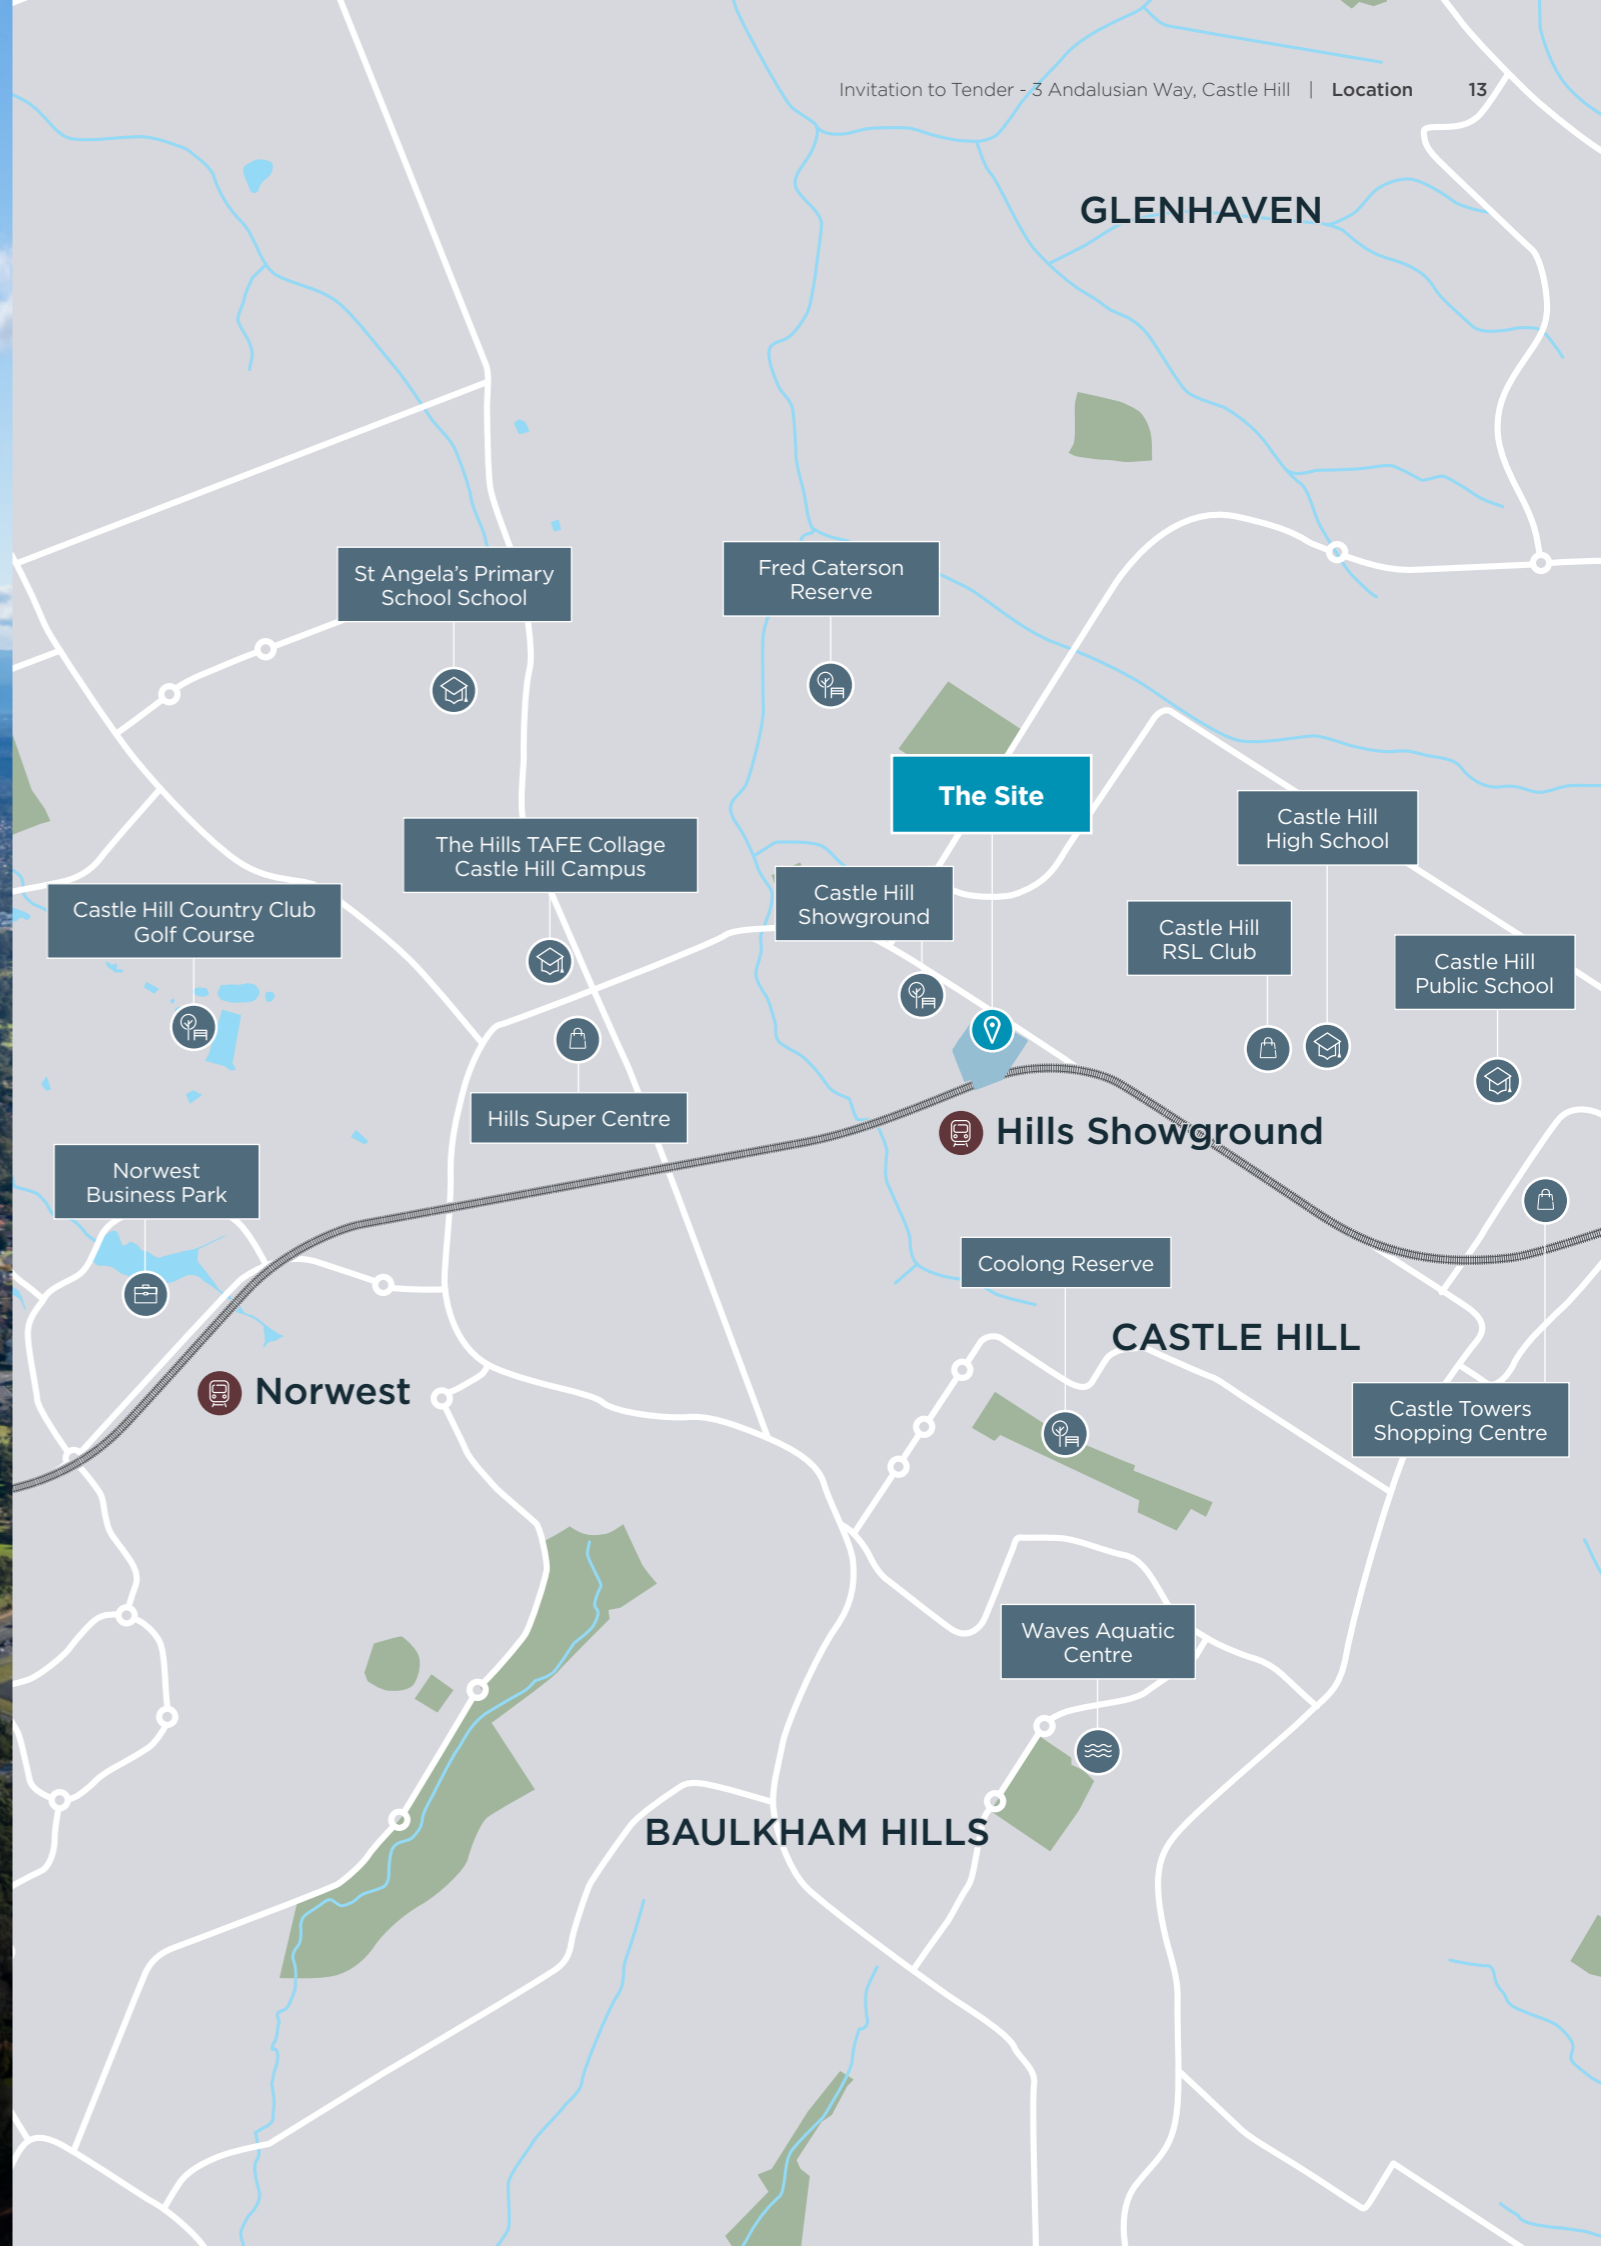 Invitation to Tender - 3 Andalusian Way, Castle Hill | Location 13
GLENHAVEN
St Angela's Primary
School School
Fred Caterson
Reserve
The Site
Castle Hill
High School
The Hills TAFE Collage
Castle Hill Campus
Castle Hill
Showground
Castle Hill Country Club
Golf Course
Castle Hill
RSL Club
Castle Hill
Public School
Hills Super Centre
Hills Showground
Norwest
Business Park
Coolong Reserve
CASTLE HILL
Norwest
Castle Towers
Shopping Centre
Waves Aquatic
Centre
BAULKHAM HILLS